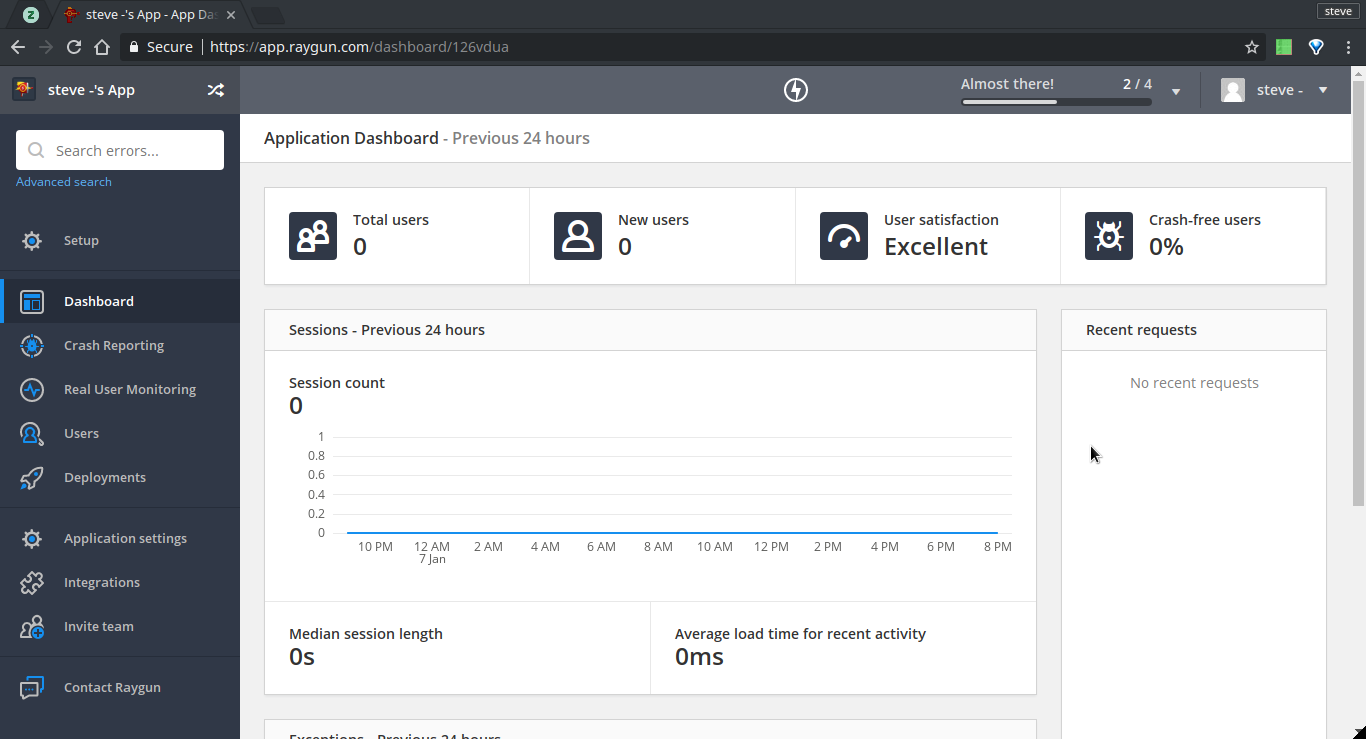 steve -'s App - App Das
steve
Secure
https://app.raygun.com/dashboard/126vdua
steve -'s App
Almost there!
2 / 4
steve -
Search errors...
Advanced search
Setup
Dashboard
Crash Reporting
Real User Monitoring
Users
Deployments
Application settings
Integrations
Invite team
Contact Raygun
Application Dashboard - Previous 24 hours
Total users
0
New users
0
User satisfaction
Excellent
Crash-free users
0%
Sessions - Previous 24 hours
Session count
0
1
0.8
0.6
0.4
0.2
0
10 PM 12 AM 2 AM 4 AM 6 AM 8 AM 10 AM 12 PM 2 PM 4 PM 6 PM 8 PM
7 Jan
Median session length
0s
Average load time for recent activity
0ms
Recent requests
No recent requests
Exceptions - Previous 24 hours